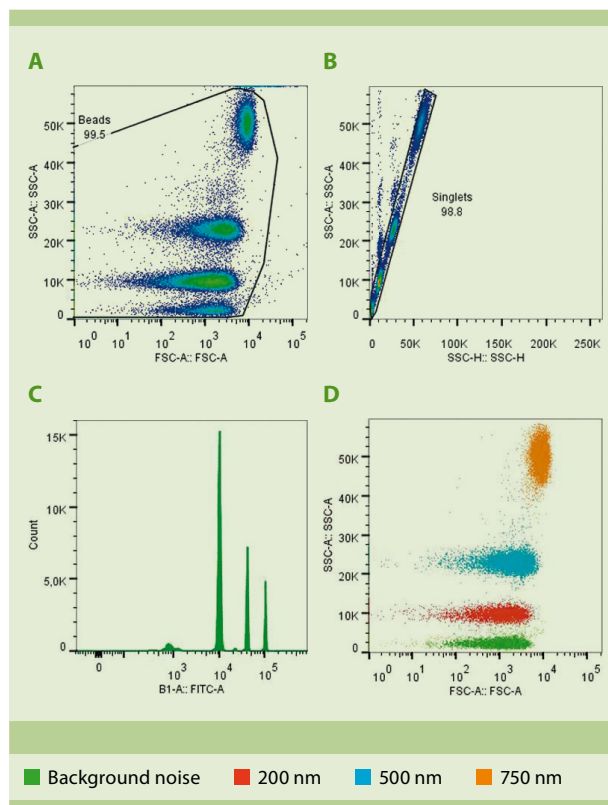 A
B
Beads
99.5
50K
40K
30K
20K
10K
0
SSC-A:: SSC-A
10^0 10^1 10^2 10^3 10^4 10^5
FSC-A:: FSC-A
Singlets
98.8
50K
40K
30K
20K
10K
0
SSC-A:: SSC-A
0 50K 100K 150K 200K 250K
SSC-H:: SSC-H
C
D
15K
10K
5,0K
0
Count
0 10^3 10^4 10^5
B1-A:: FITC-A
50K
40K
30K
20K
10K
0
SSC-A:: SSC-A
10^0 10^1 10^2 10^3 10^4 10^5
FSC-A:: FSC-A
Background noise 200 nm 500 nm 750 nm